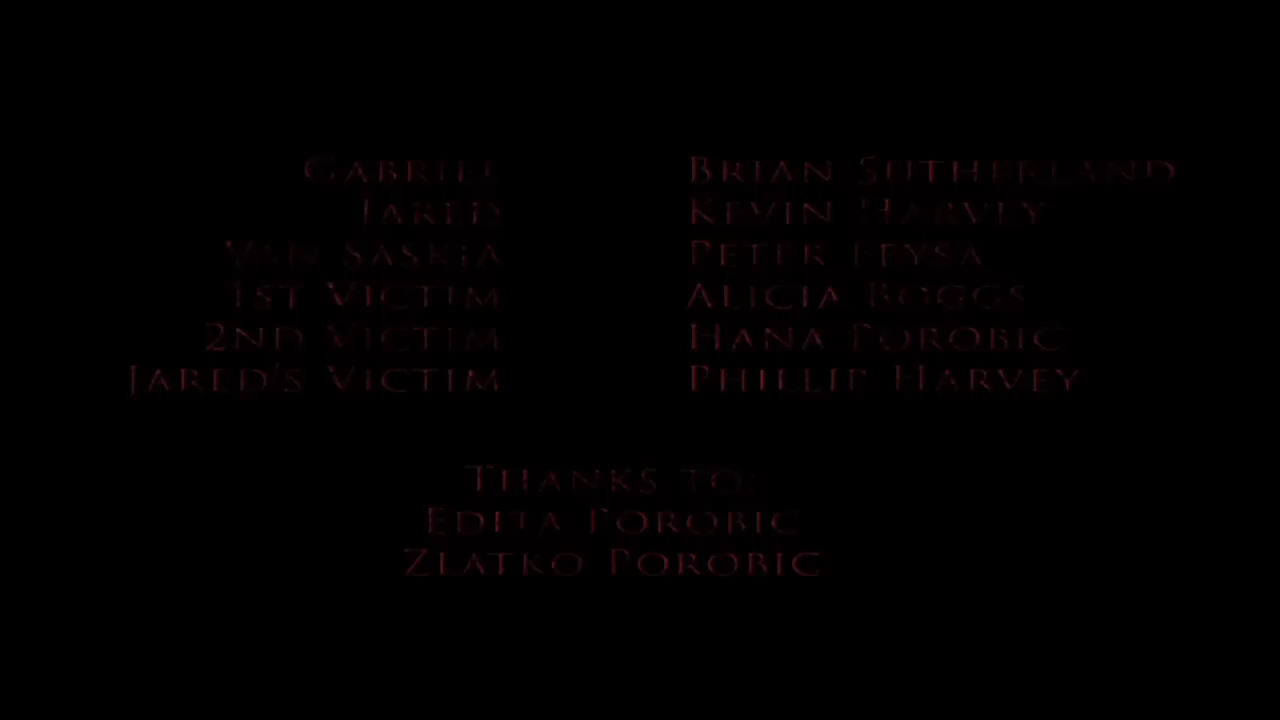 Gabriel Brian Sutherland
Jared Kevin Harvey
Van Saskia Peter
1st Victim Alicia Boggs
2nd Victim Hana Porobic
Jared's Victim Phillip Harvey
Thanks to:
Edita Porobic
Zlatko Porobic